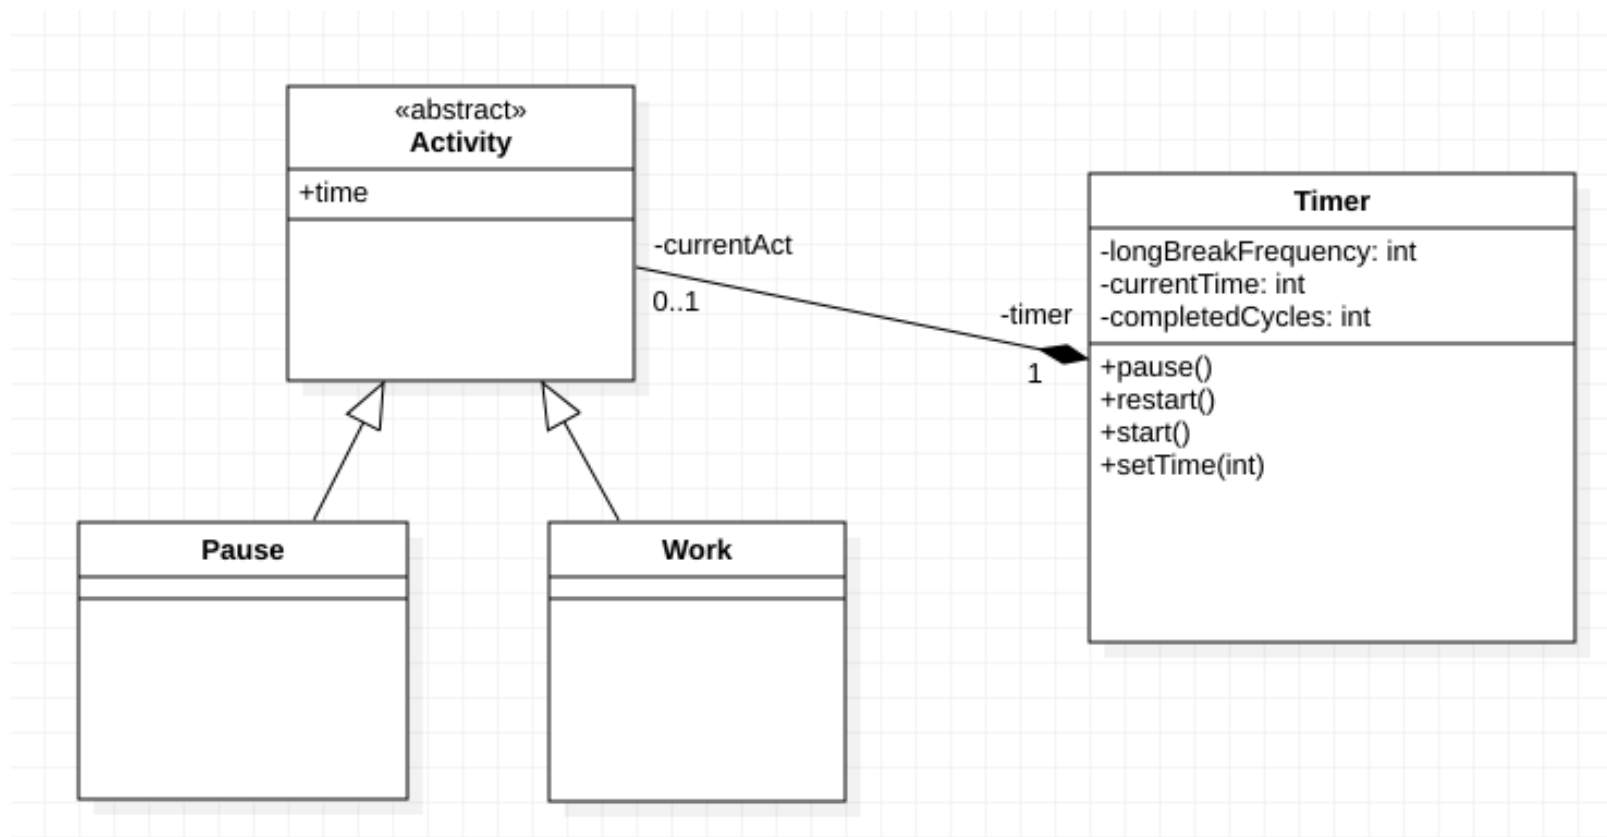 «abstract»
Activity
+time
-currentAct
0..1
-timer
1
Timer
-longBreakFrequency: int
-currentTime: int
-completedCycles: int
+pause()
+restart()
+start()
+setTime(int)
Pause
Work